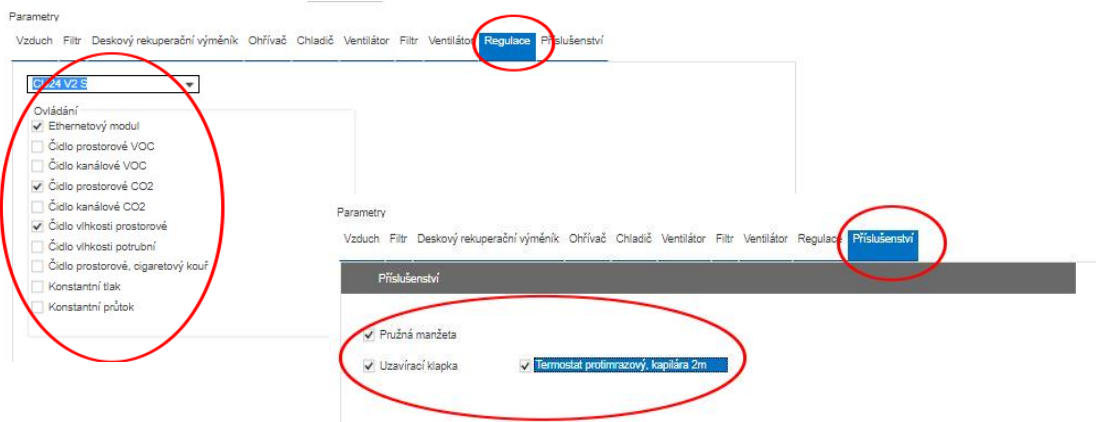 Parametry
Vzduch Filtr Deskový rekuperační výměník Ohřívač Chladič Ventilátor Filtr Ventilátor Regulace Příslušenství
V2 S
Ovládání
Ethernetový modul
Čidlo prostorové VOC
Čidlo kanálové VOC
Čidlo prostorové CO2
Čidlo kanálové CO2
Čidlo vlhkosti prostorové
Čidlo vlhkosti potrubní
Čidlo prostorové, cigaretový kouř
Konstantní tlak
Konstantní průtok
Parametry
Vzduch Filtr Deskový rekuperační výměník Ohřívač Chladič Ventilátor Filtr Ventilátor Regulace Příslušenství
Příslušenství
Pružná manžeta
Uzavírací klapka Termostat protimrazový, kapilára 2m